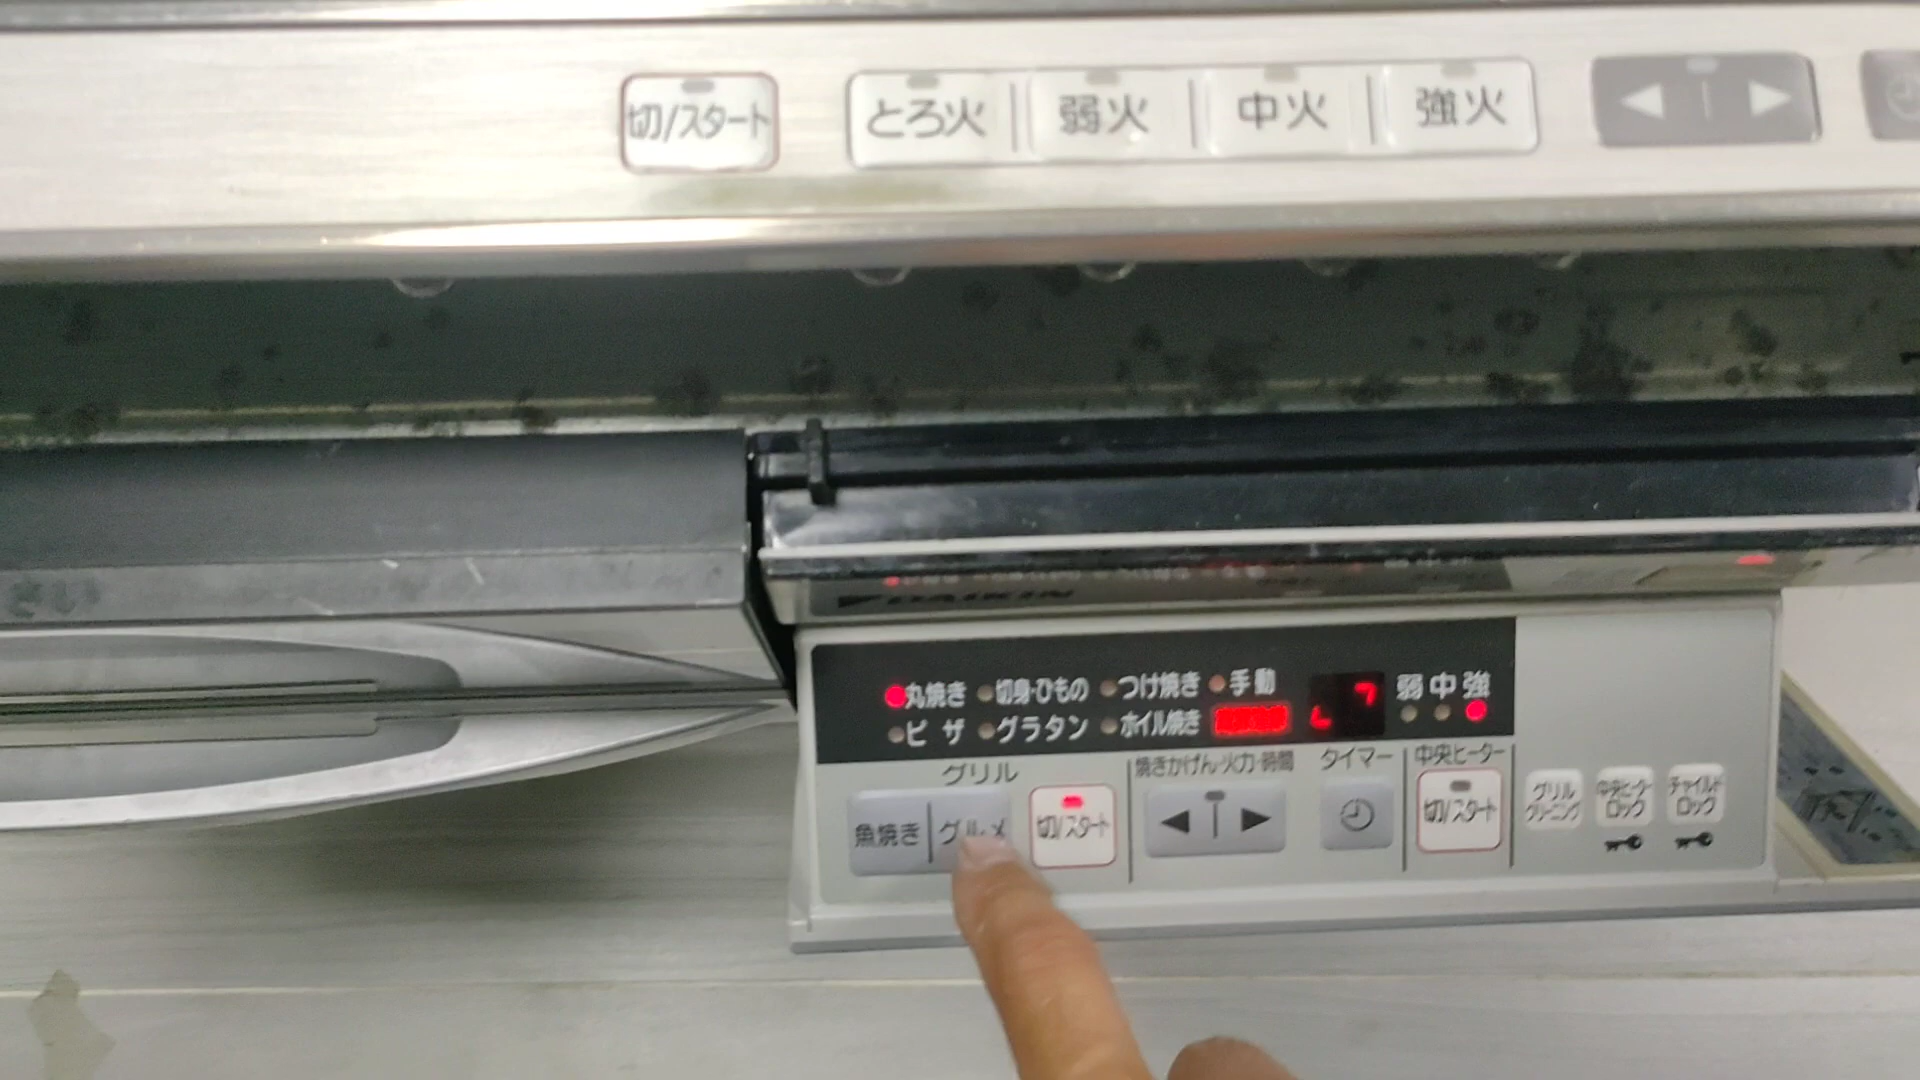 切/スタート とろ火 弱火 中火 強火
丸焼き 切身・ひもの つけ焼き 手動 弱 中 強
ピザ グラタン ホイル焼き
グリル 焼きかげん・火力・時間 タイマー 中央ヒーター
魚焼き グルメ 切/スタート 切/スタート グリルクリーニング 中央ヒーターロック チャイルドロック